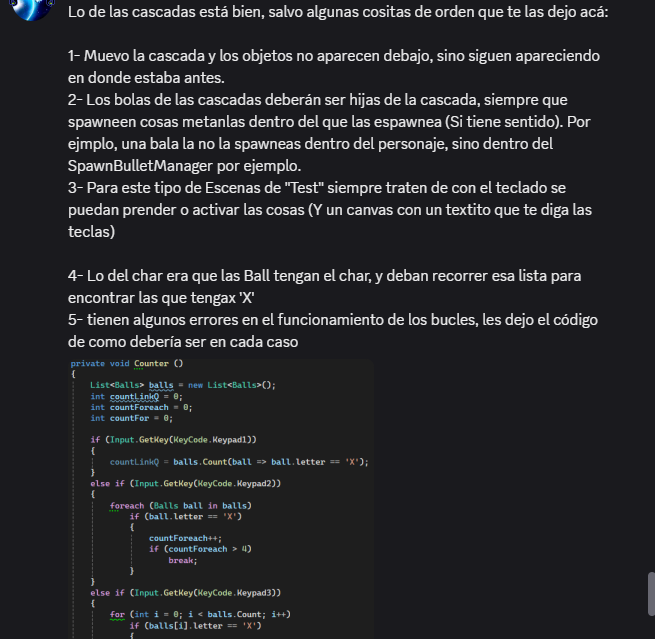 Lo de las cascadas está bien, salvo algunas cositas de orden que te las dejo acá:
1- Muevo la cascada y los objetos no aparecen debajo, sino siguen apareciendo
en donde estaba antes.
2- Los bolas de las cascadas deberán ser hijas de la cascada, siempre que
spawneen cosas metanlas dentro del que las espawnea (Si tiene sentido). Por
ejmplo, una bala la no la spawneas dentro del personaje, sino dentro del
SpawnBulletManager por ejemplo.
3- Para este tipo de Escenas de "Test" siempre traten de con el teclado se
puedan prender o activar las cosas (Y un canvas con un textito que te diga las
teclas)
4- Lo del char era que las Ball tengan el char, y deban recorrer esa lista para
encontrar las que tengax 'X'
5- tienen algunos errores en el funcionamiento de los bucles, les dejo el código
de como debería ser en cada caso
private void Counter ()
{
List<Balls> balls = new List<Balls>();
int countLinkQ = 0;
int countForeach = 0;
int countFor = 0;
if (Input.GetKey(KeyCode.Keypad1))
{
countLinkQ = balls.Count(ball => ball.letter == 'X');
}
else if (Input.GetKey(KeyCode.Keypad2))
{
foreach (Balls ball in balls)
if (ball.letter == 'X')
{
countForeach++;
if (countForeach > 4)
break;
}
}
else if (Input.GetKey(KeyCode.Keypad3))
{
for (int i = 0; i < balls.Count; i++)
if (balls[i].letter == 'X')
{